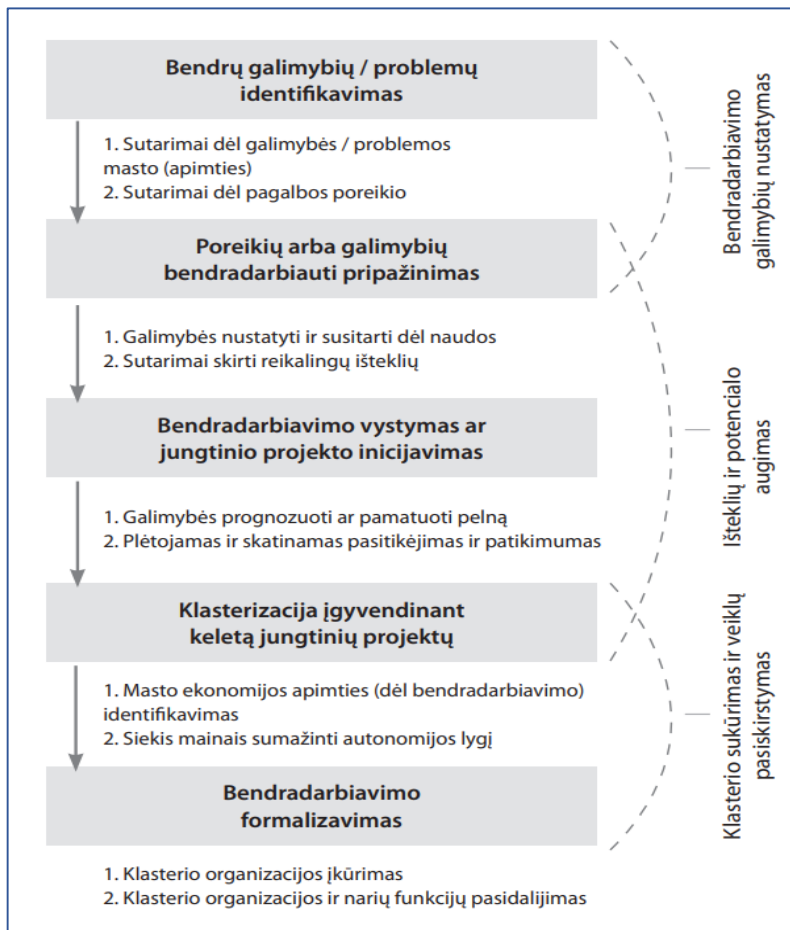 Bendrų galimybių / problemų
identifikavimas
1. Sutarimai dėl galimybės / problemos
masto (apimties)
2. Sutarimai dėl pagalbos poreikio
Bendradarbiavimo
galimybių nustatymas
Poreikių arba galimybių
bendradarbiauti pripažinimas
1. Galimybės nustatyti ir susitarti dėl naudos
2. Sutarimai skirti reikalingų išteklių
Bendradarbiavimo vystymas ar
jungtinio projekto inicijavimas
Išteklių ir potencialo
augimas
1. Galimybės prognozuoti ar pamatuoti pelną
2. Plėtojamas ir skatinamas pasitikėjimas ir patikimumas
Klasterizacija įgyvendinant
keletą jungtinių projektų
1. Masto ekonomijos apimties (dėl bendradarbiavimo)
identifikavimas
2. Siekis mainais sumažinti autonomijos lygį
Klasterio sukūrimas ir veiklų
pasiskirstymas
Bendradarbiavimo
formalizavimas
1. Klasterio organizacijos įkūrimas
2. Klasterio organizacijos ir narių funkcijų pasidalijimas